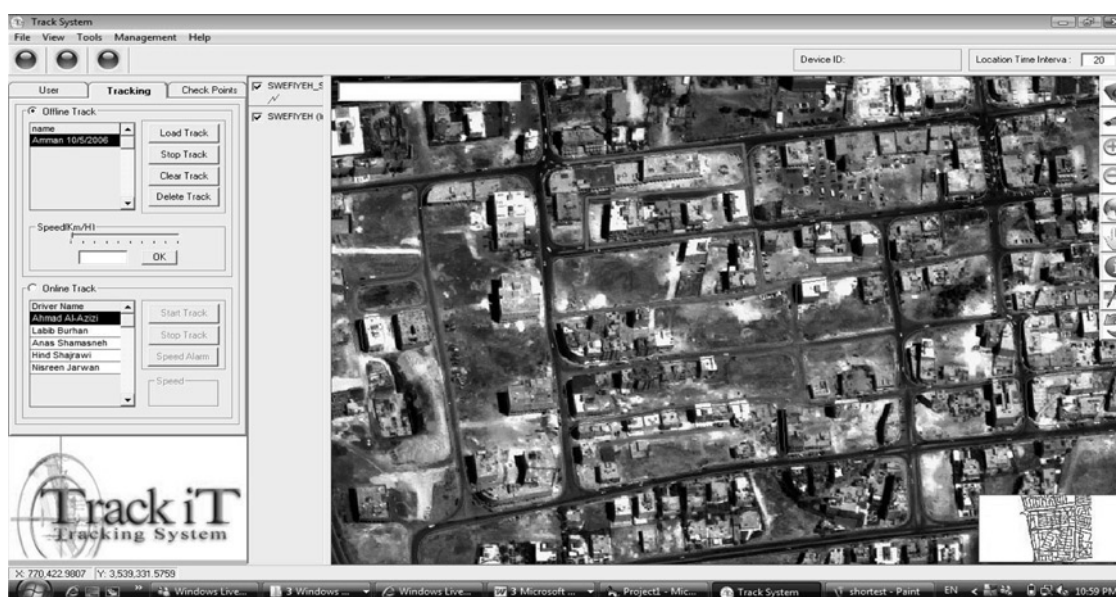 Track System
File View Tools Management Help
Device ID:
Location Time Interva : 20
User Tracking Check Points
Offline Track
name
Amman 10/5/2006
Load Track
Stop Track
Clear Track
Delete Track
Speed(Km/H)
OK
Online Track
Driver Name
Ahmad Al-Azizi
Labib Burhan
Anas Shamasneh
Hind Shajrawi
Nisreen Jarwan
Start Track
Stop Track
Speed Alarm
Speed
SWEFIYEH_S
SWEFIYEH (I
Track iT
Tracking System
X: 770,422.9807 Y: 3,539,331.5759
Windows Live... 3 Windows ... Windows Live... 3 Microsoft ... Project1 - Mic... Track System shortest - Paint EN 10:59 PM